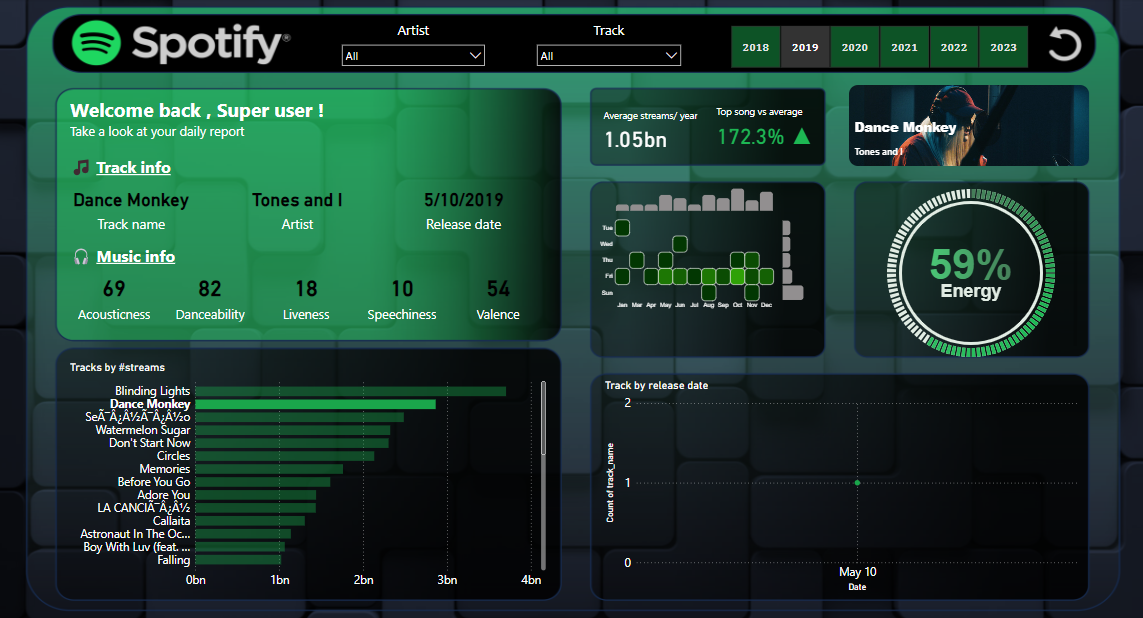 Spotify®
Artist
All
Track
All
2018 2019 2020 2021 2022 2023
Welcome back , Super user !
Take a look at your daily report
Track info
Dance Monkey Tones and I 5/10/2019
Track name Artist Release date
Music info
69 82 18 10 54
Acousticness Danceability Liveness Speechiness Valence
Average streams/ year
1.05bn
Top song vs average
172.3%
Dance Monkey
Tones and I
Tue
Wed
Thu
Fri
Sun
Jan Mar Apr May Jun Jul Aug Sep Oct Nov Dec
59%
Energy
Tracks by #streams
Blinding Lights
Dance Monkey
SeÃ¯Â¿Â½Ã¯Â¿Â½o
Watermelon Sugar
Don't Start Now
Circles
Memories
Before You Go
Adore You
LA CANCIÃ¯Â¿Â½
Callaita
Astronaut In The Oc...
Boy With Luv (feat. ...
Falling
0bn 1bn 2bn 3bn 4bn
Track by release date
Count of track_name
2
1
0
May 10
Date